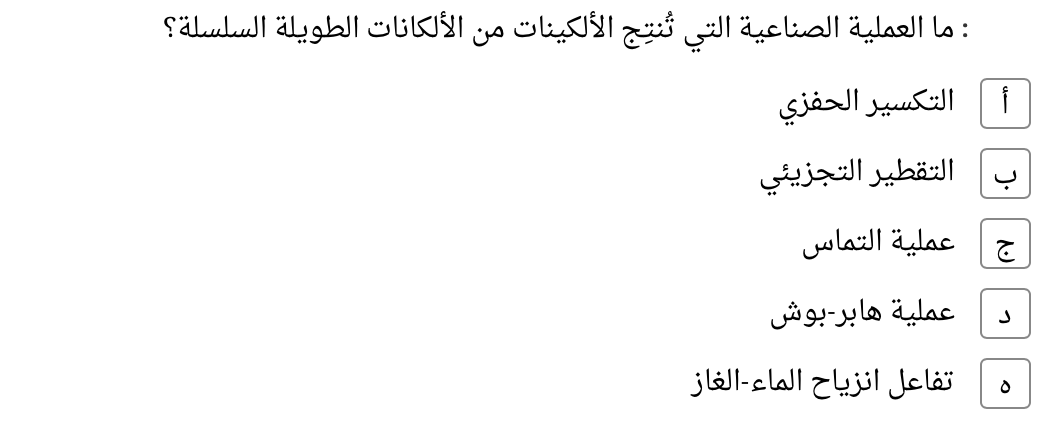 : ما العملية الصناعية التي تُنتِج الألكينات من الألكانات الطويلة السلسلة؟
أ التكسير الحفزي
ب التقطير التجزيئي
ج عملية التماس
د عملية هابر-بوش
ه تفاعل انزياح الماء-الغاز